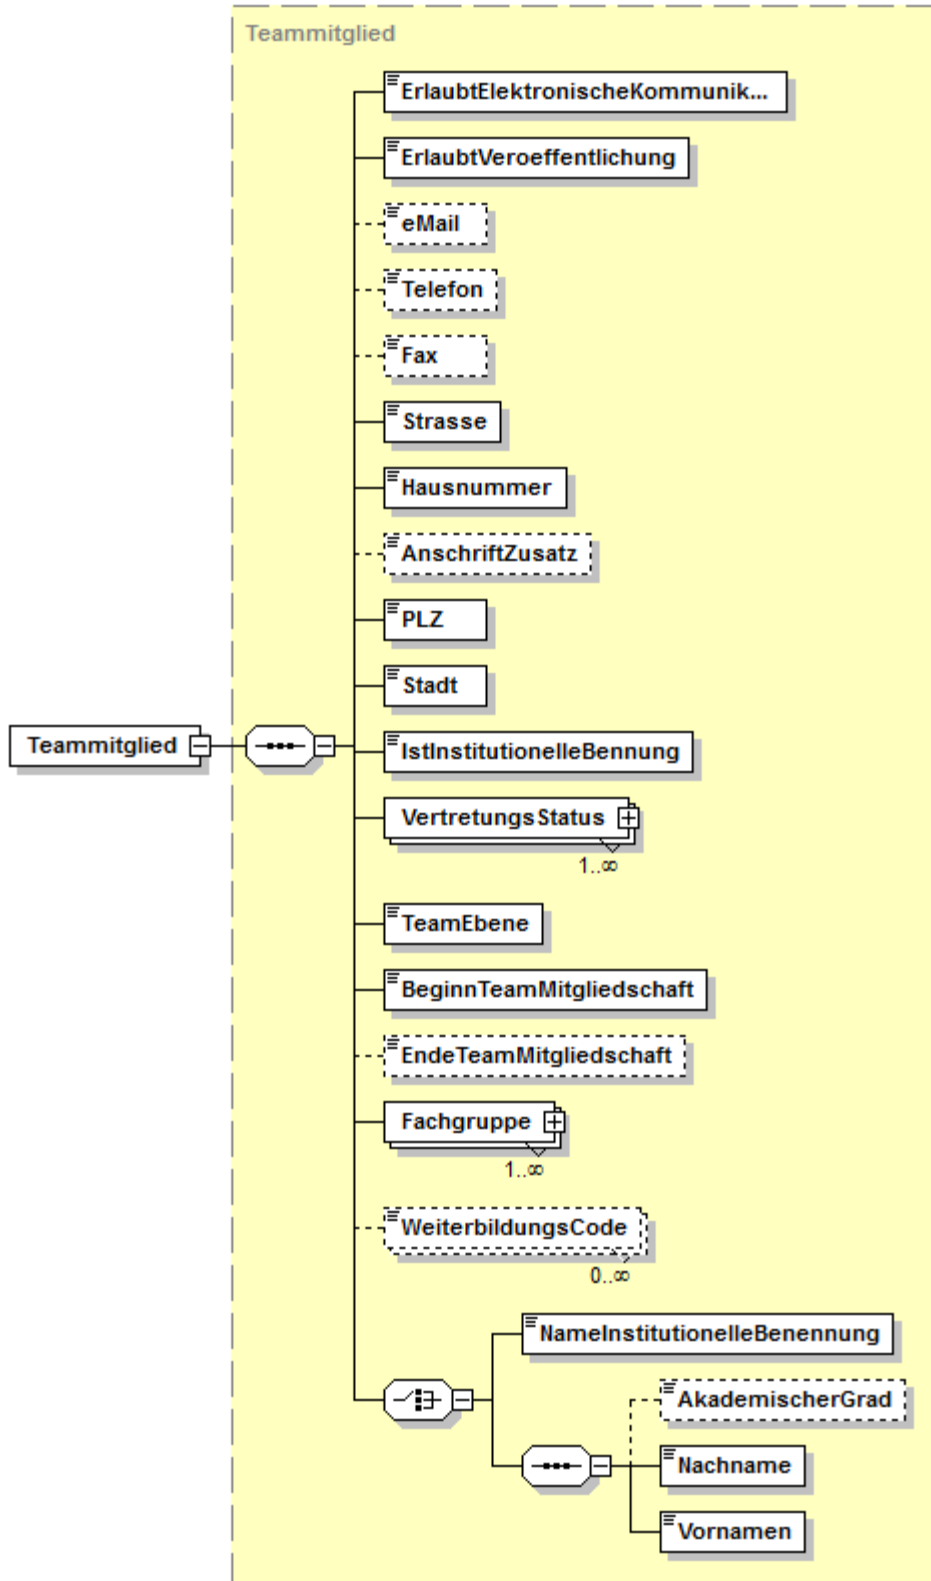 Teammitglied
ErlaubtElektronischeKommunik...
ErlaubtVeroeffentlichung
eMail
Telefon
Fax
Strasse
Hausnummer
AnschriftZusatz
PLZ
Stadt
Teammitglied
IstInstitutionelleBennung
VertretungsStatus
1..∞
TeamEbene
BeginnTeamMitgliedschaft
EndeTeamMitgliedschaft
Fachgruppe
1..∞
WeiterbildungsCode
0..∞
NameInstitutionelleBenennung
AkademischerGrad
Nachname
Vornamen